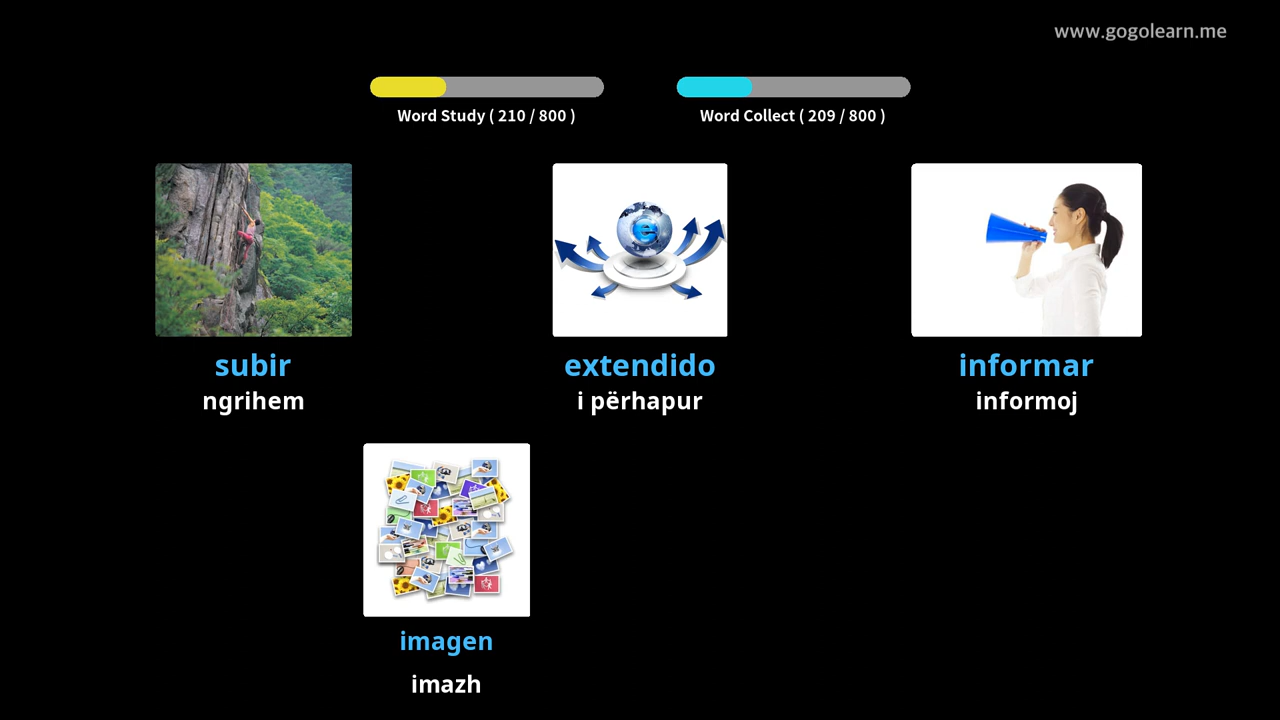 www.gogolearn.me
Word Study ( 210 / 800 )
Word Collect ( 209 / 800 )
e
subir
ngrihem
extendido
i përhapur
informar
informoj
imagen
imazh